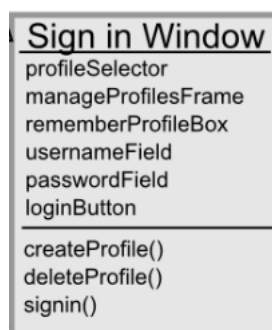 Sign in Window
profileSelector
manageProfilesFrame
rememberProfileBox
usernameField
passwordField
loginButton
createProfile()
deleteProfile()
signin()